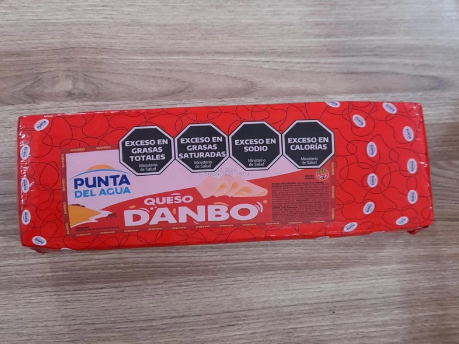 EXCESO EN
GRASAS
TOTALES
Ministerio
de Salud
EXCESO EN
GRASAS
SATURADAS
Ministerio
de Salud
EXCESO EN
SODIO
Ministerio
de Salud
EXCESO EN
CALORÍAS
Ministerio
de Salud
PUNTA
DEL AGUA
QUESO
DANBO